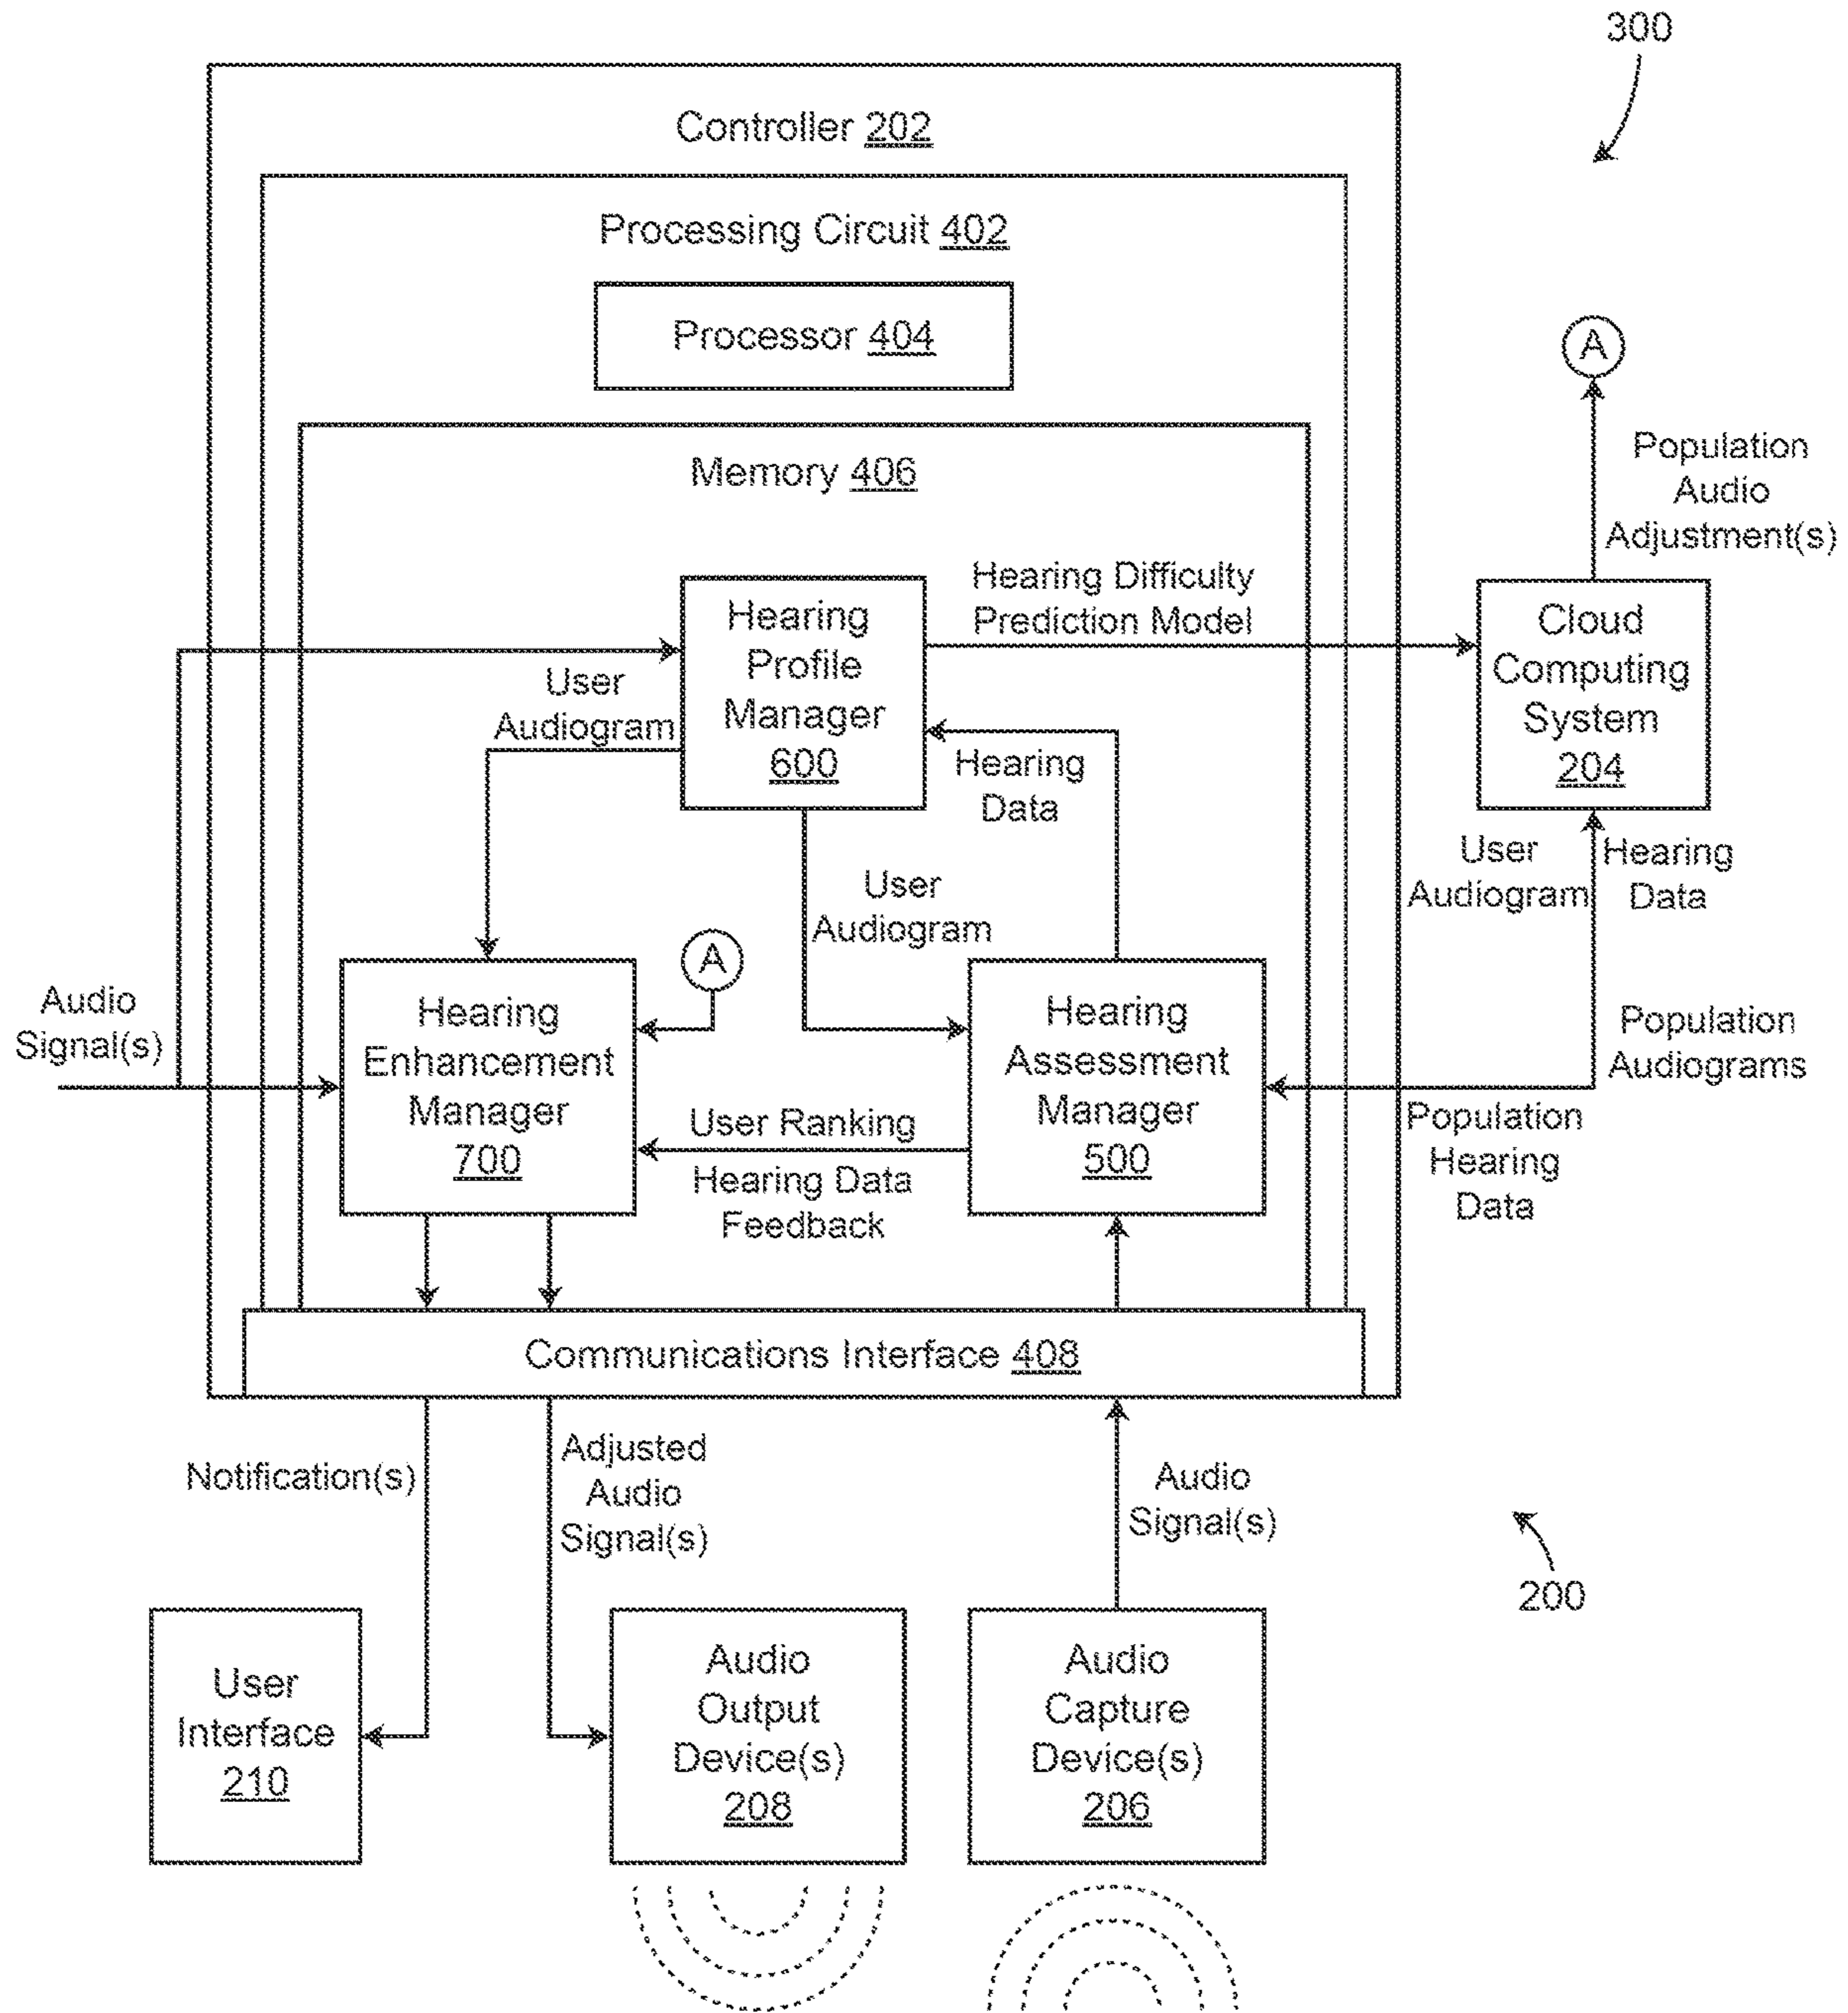 300
Controller 202
Processing Circuit 402
Processor 404
A
Memory 406
Population
Audio
Adjustment(s)
Hearing Difficulty
Prediction Model
Hearing
Profile
Manager
600
Cloud
Computing
System
204
User
Audiogram
Hearing
Data
User
Audiogram
Hearing
Data
User
Audiogram
A
Audio
Signal(s)
Hearing
Enhancement
Manager
700
Hearing
Assessment
Manager
500
Population
Audiograms
User Ranking
Hearing Data
Feedback
Population
Hearing
Data
Communications Interface 408
Notification(s)
Adjusted
Audio
Signal(s)
Audio
Signal(s)
200
User
Interface
210
Audio
Output
Device(s)
208
Audio
Capture
Device(s)
206